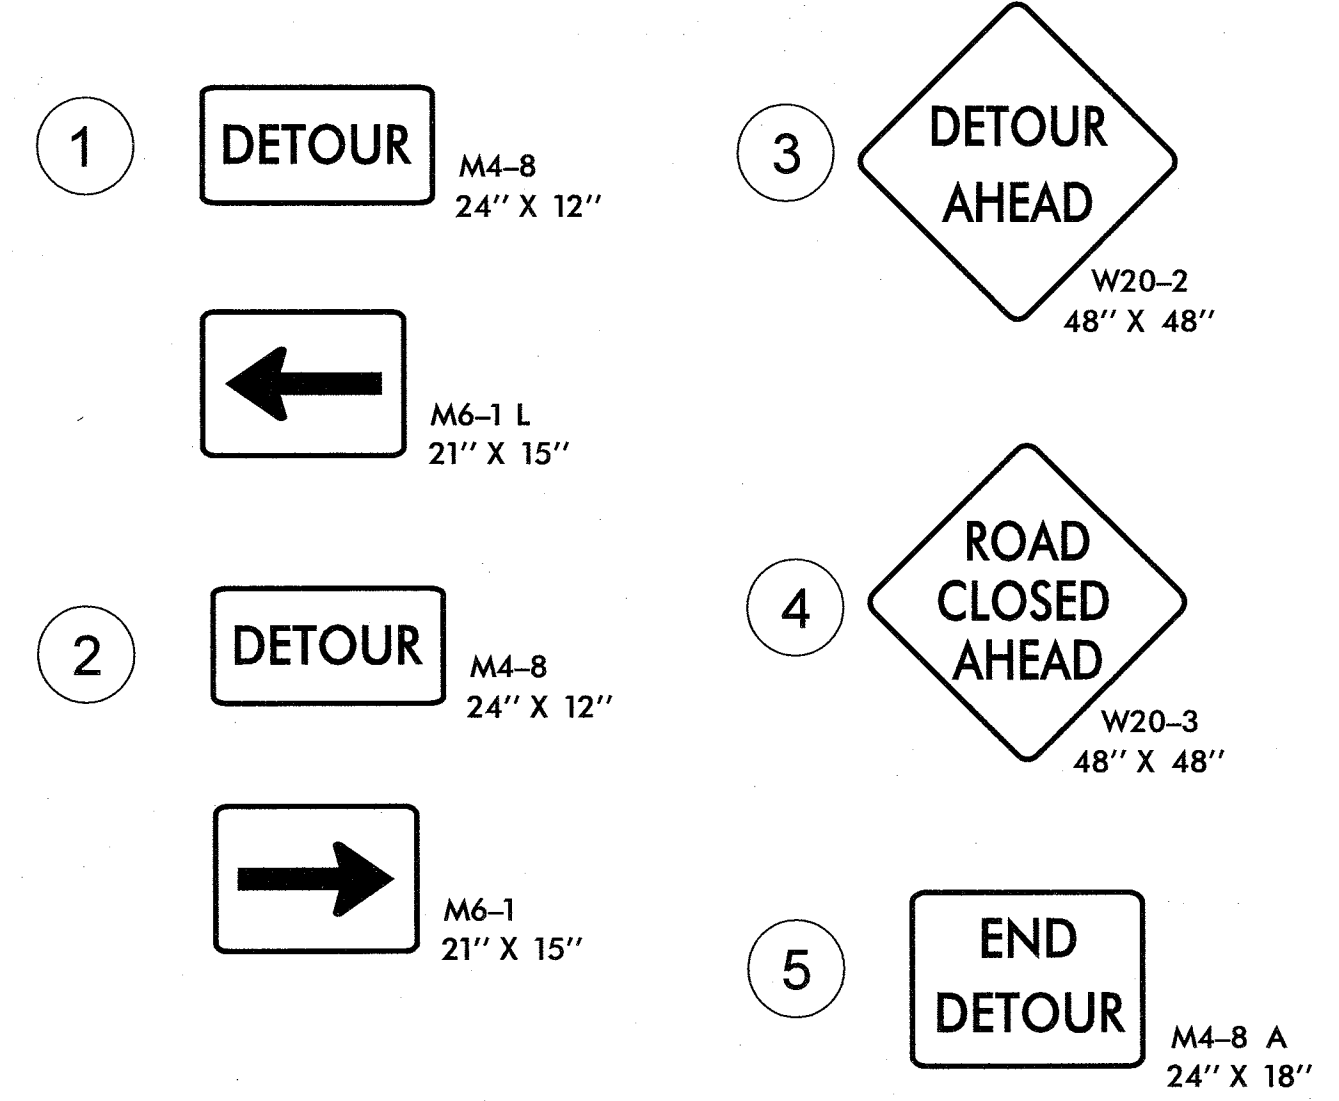 1
DETOUR
M4–8
24" X 12"
M6–1 L
21" X 15"
2
DETOUR
M4–8
24" X 12"
M6–1
21" X 15"
3
DETOUR
AHEAD
W20–2
48" X 48"
4
ROAD
CLOSED
AHEAD
W20–3
48" X 48"
5
END
DETOUR
M4–8 A
24" X 18"